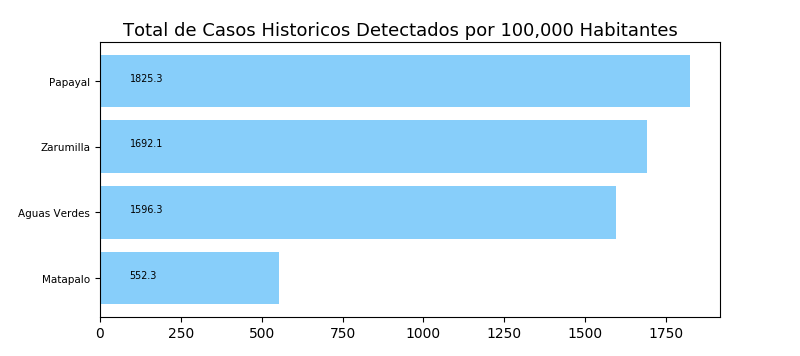 Total de Casos Historicos Detectados por 100,000 Habitantes
Papayal 1825.3
Zarumilla 1692.1
Aguas Verdes 1596.3
Matapalo 552.3
0 250 500 750 1000 1250 1500 1750